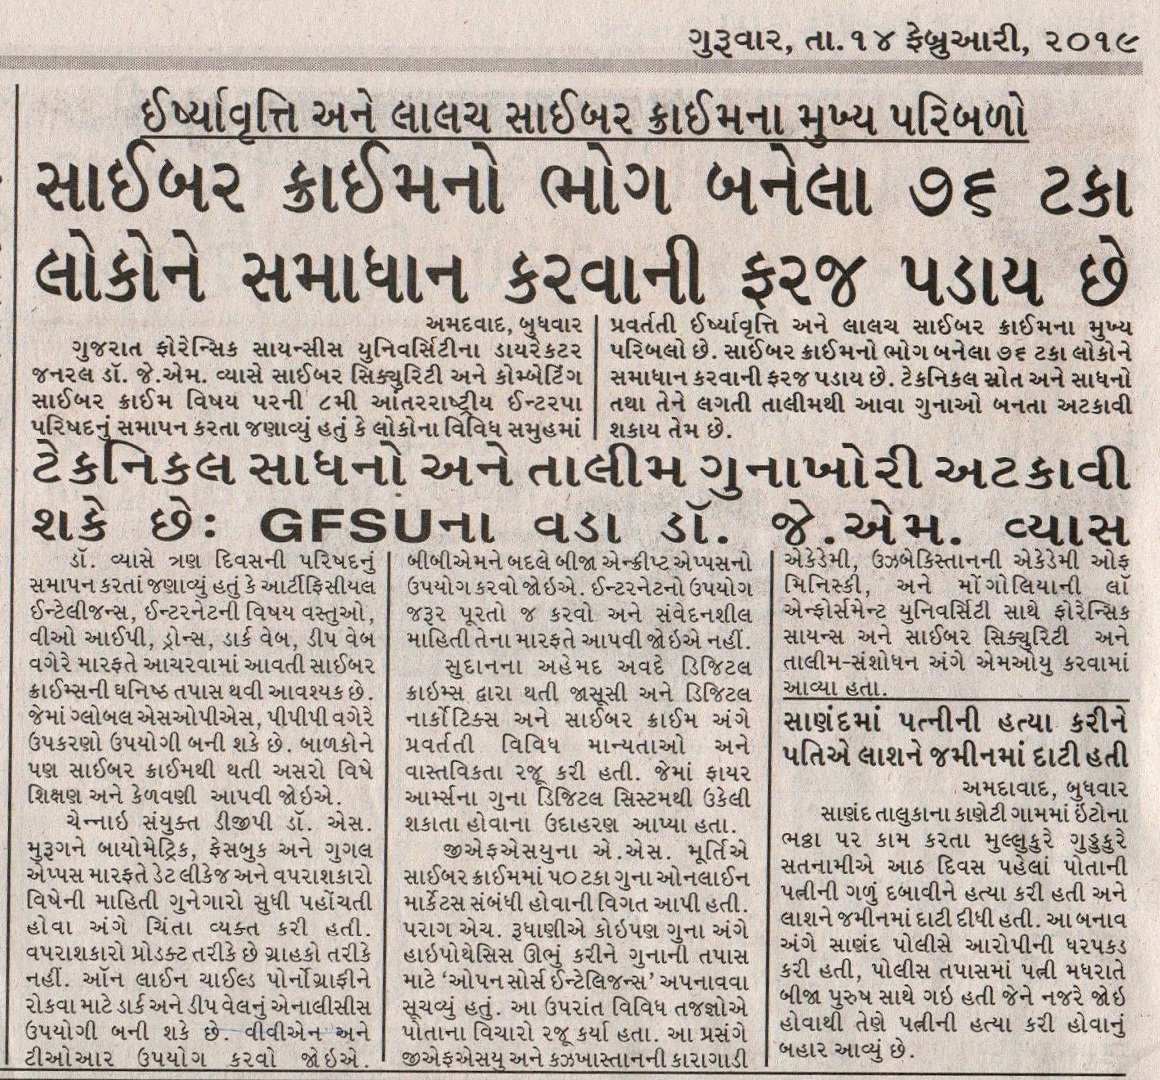 ગુરૂવાર, તા.૧૪ ફેબ્રુઆરી, ૨૦૧૯
ઈર્ષ્યાવૃત્તિ અને લાલચ સાઈબર ક્રાઈમના મુખ્ય પરિબળો
સાઈબર ક્રાઈમનો ભોગ બનેલા ૭૬ ટકા
લોકોને સમાધાન કરવાની ફરજ પડાય છે
અમદવાદ, બુધવાર
ગુજરાત ફોરેન્સિક સાયન્સીસ યુનિવર્સિટીના ડાયરેકટર
જનરલ ડૉ. જે.એમ. વ્યાસે સાઈબર સિક્યુરિટી અને કોમ્બેટિંગ
સાઈબર ક્રાઈમ વિષય પરની ૮મી આંતરરાષ્ટ્રીય ઈન્ટરપા
પરિષદનું સમાપન કરતા જણાવ્યું હતું કે લોકોના વિવિધ સમુહમાં
પ્રવર્તતી ઈર્ષ્યાવૃત્તિ અને લાલચ સાઈબર ક્રાઈમના મુખ્ય
પરિબલો છે. સાઈબર ક્રાઈમનો ભોગ બનેલા ૭૬ ટકા લોકોને
સમાધાન કરવાની ફરજ પડાય છે. ટેકનિકલ સ્રોત અને સાધનો
તથા તેને લગતી તાલીમથી આવા ગુનાઓ બનતા અટકાવી
શકાય તેમ છે.
ટેકનિકલ સાધનો અને તાલીમ ગુનાખોરી અટકાવી
શકે છે: GFSUના વડા ડૉ. જે.એમ. વ્યાસ
ડૉ. વ્યાસે ત્રણ દિવસની પરિષદનું
સમાપન કરતાં જણાવ્યું હતું કે આર્ટીફિસીયલ
ઈન્ટેલીજન્સ, ઈન્ટરનેટની વિષય વસ્તુઓ,
વીઓ આઈપી, ડ્રોન્સ, ડાર્ક વેબ, ડીપ વેબ
વગેરે મારફતે આચરવામાં આવતી સાઈબર
ક્રાઈમ્સની ઘનિષ્ઠ તપાસ થવી આવશ્યક છે.
જેમાં ગ્લોબલ એસઓપીએસ, પીપીપી વગેરે
ઉપકરણો ઉપયોગી બની શકે છે. બાળકોને
પણ સાઈબર ક્રાઈમથી થતી અસરો વિષે
શિક્ષણ અને કેળવણી આપવી જોઇએ.
ચેન્નાઇ સંયુક્ત ડીજીપી ડૉ. એસ.
મુરૂગને બાયોમેટ્રિક, ફેસબુક અને ગુગલ
એપ્પસ મારફતે ડેટ લીકેજ અને વપરાશકારો
વિષેની માહિતી ગુનેગારો સુધી પહોંચતી
હોવા અંગે ચિંતા વ્યક્ત કરી હતી.
વપરાશકારો પ્રોડક્ટ તરીકે છે ગ્રાહકો તરીકે
નહીં. ઑન લાઈન ચાઈલ્ડ પોર્નોગ્રાફીને
રોકવા માટે ડાર્ક અને ડીપ વેલનું એનાલીસીસ
ઉપયોગી બની શકે છે. વીવીએન અને
ટીઓઆર ઉપયોગ કરવો જોઇએ.
બીબીએમને બદલે બીજા એન્ક્રીપ્ટ એપ્પસનો
ઉપયોગ કરવો જોઇએ. ઈન્ટરનેટનો ઉપયોગ
જરૂર પૂરતો જ કરવો અને સંવેદનશીલ
માહિતી તેના મારફતે આપવી જોઇએ નહીં.
સુદાનના અહેમદ અવદે ડિજિટલ
ક્રાઇમ્સ દ્વારા થતી જાસૂસી અને ડિજિટલ
નાર્કોટિક્સ અને સાઈબર ક્રાઈમ અંગે
પ્રવર્તતી વિવિધ માન્યતાઓ અને
વાસ્તવિકતા રજૂ કરી હતી. જેમાં ફાયર
આર્મ્સના ગુના ડિજિટલ સિસ્ટમથી ઉકેલી
શકાતા હોવાના ઉદાહરણ આપ્યા હતા.
જીએફએસયુના એ.એસ. મૂર્તિએ
સાઈબર ક્રાઈમમાં ૫૦ ટકા ગુના ઓનલાઈન
માર્કેટસ સંબંધી હોવાની વિગત આપી હતી.
પરાગ એચ. રૂઘાણીએ કોઇપણ ગુના અંગે
હાઇપોથેસિસ ઊભું કરીને ગુનાની તપાસ
માટે ‘ઓપન સોર્સ ઈન્ટેલિજન્સ’ અપનાવવા
સૂચવ્યું હતું. આ ઉપરાંત વિવિધ તજજ્ઞોએ
પોતાના વિચારો રજૂ કર્યા હતા. આ પ્રસંગે
જીએફએસયુ અને કઝખાસ્તાનની કારાગાડી
એકેડેમી, ઉઝબેકિસ્તાનની એકેડેમી ઓફ
મિનિસ્કી, અને મોંગોલિયાની લૉ
એન્ફોર્સમેન્ટ યુનિવર્સિટી સાથે ફોરેન્સિક
સાયન્સ અને સાઈબર સિક્યુરિટી અને
તાલીમ-સંશોધન અંગે એમઓયુ કરવામાં
આવ્યા હતા.
સાણંદમાં પત્નીની હત્યા કરીને
પતિએ લાશને જમીનમાં દાટી હતી
અમદાવાદ, બુધવાર
સાણંદ તાલુકાના કાણેટી ગામમાં ઇંટોના
ભઠ્ઠા પર કામ કરતા મુલ્લુકુરે ગુડ્ડુકુરે
સતનામીએ આઠ દિવસ પહેલાં પોતાની
પત્નીની ગળું દબાવીને હત્યા કરી હતી અને
લાશને જમીનમાં દાટી દીધી હતી. આ બનાવ
અંગે સાણંદ પોલીસે આરોપીની ધરપકડ
કરી હતી, પોલીસ તપાસમાં પત્ની મધરાતે
બીજા પુરુષ સાથે ગઇ હતી જેને નજરે જોઇ
હોવાથી તેણે પત્નીની હત્યા કરી હોવાનું
બહાર આવ્યું છે.